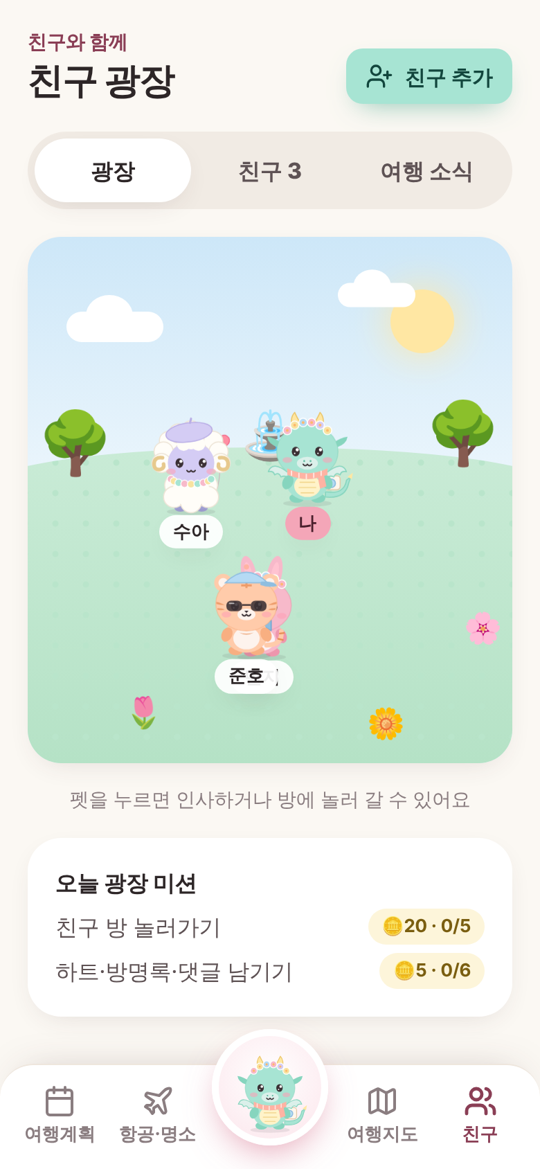 친구와 함께
친구 광장
친구 추가
광장
친구 3
여행 소식
수아
나
준호
펫을 누르면 인사하거나 방에 놀러 갈 수 있어요
오늘 광장 미션
친구 방 놀러가기
20 · 0/5
하트·방명록·댓글 남기기
5 · 0/6
여행계획
항공·명소
여행지도
친구